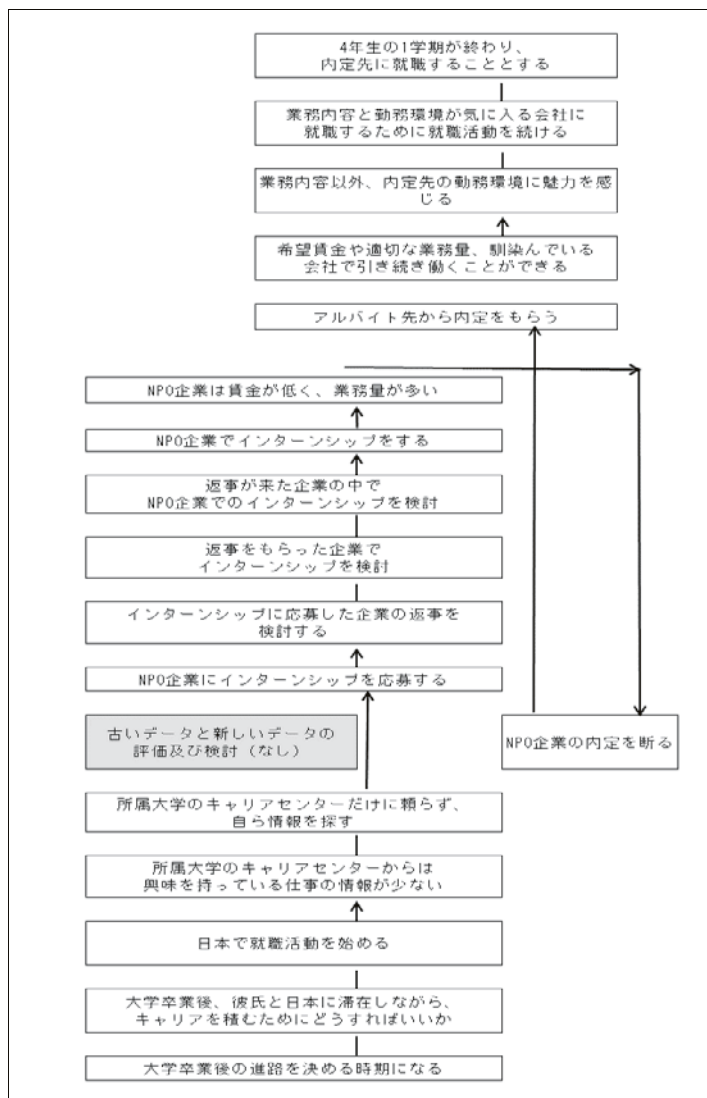 4年生の1学期が終わり、
内定先に就職することとする
業務内容と勤務環境が気に入る会社に
就職するために就職活動を続ける
業務内容以外、内定先の勤務環境に魅力を感
じる
希望賃金や適切な業務量、馴染んでいる
会社で引き続き働くことができる
アルバイト先から内定をもらう
NPO企業は賃金が低く、業務量が多い
NPO企業でインターンシップをする
返事が来た企業の中で
NPO企業でのインターンシップを検討
返事をもらった企業で
インターンシップを検討
インターンシップに応募した企業の返事を
検討する
NPO企業にインターンシップを応募する
古いデータと新しいデータの
評価及び検討（なし）
NPO企業の内定を断る
所属大学のキャリアセンターだけに頼らず、
自ら情報を探す
所属大学のキャリアセンターからは
興味を持っている仕事の情報が少ない
日本で就職活動を始める
大学卒業後、彼氏と日本に滞在しながら、
キャリアを積むためにどうすればいいか
大学卒業後の進路を決める時期になる